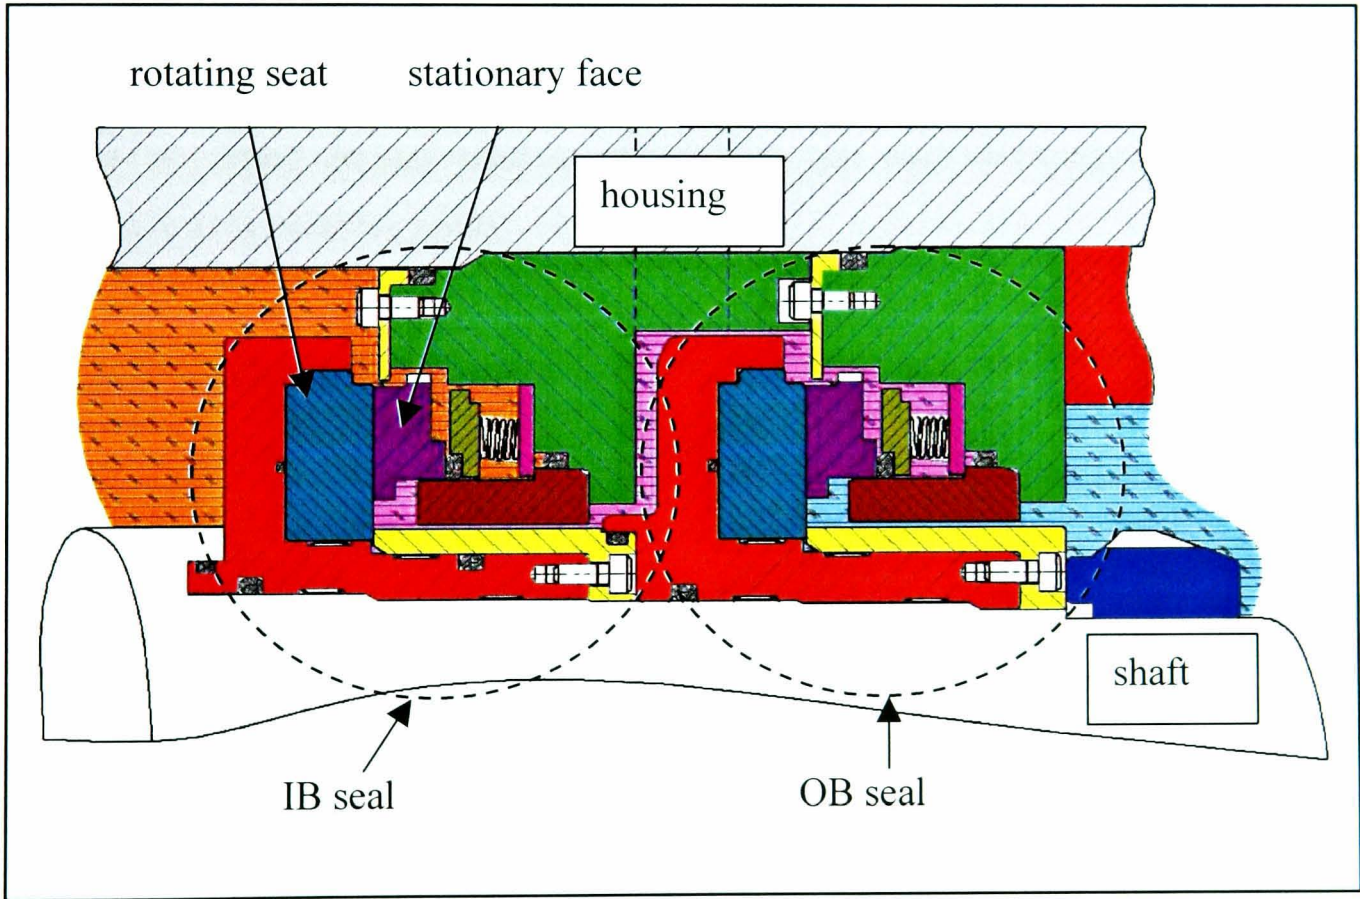 rotating seat
stationary face
housing
shaft
IB seal
OB seal